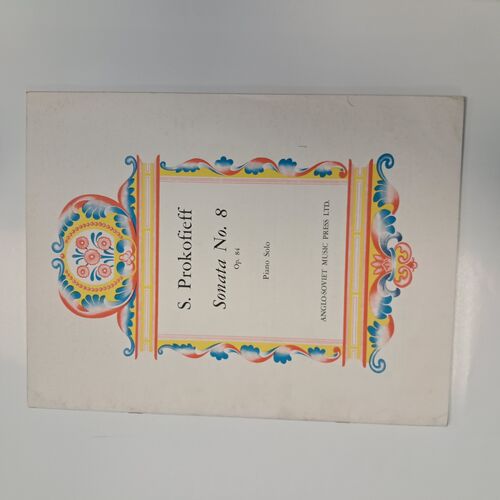 S. Prokofieff
Sonata No. 8
Op. 84
Piano Solo
ANGLO-SOVIET MUSIC PRESS LTD.